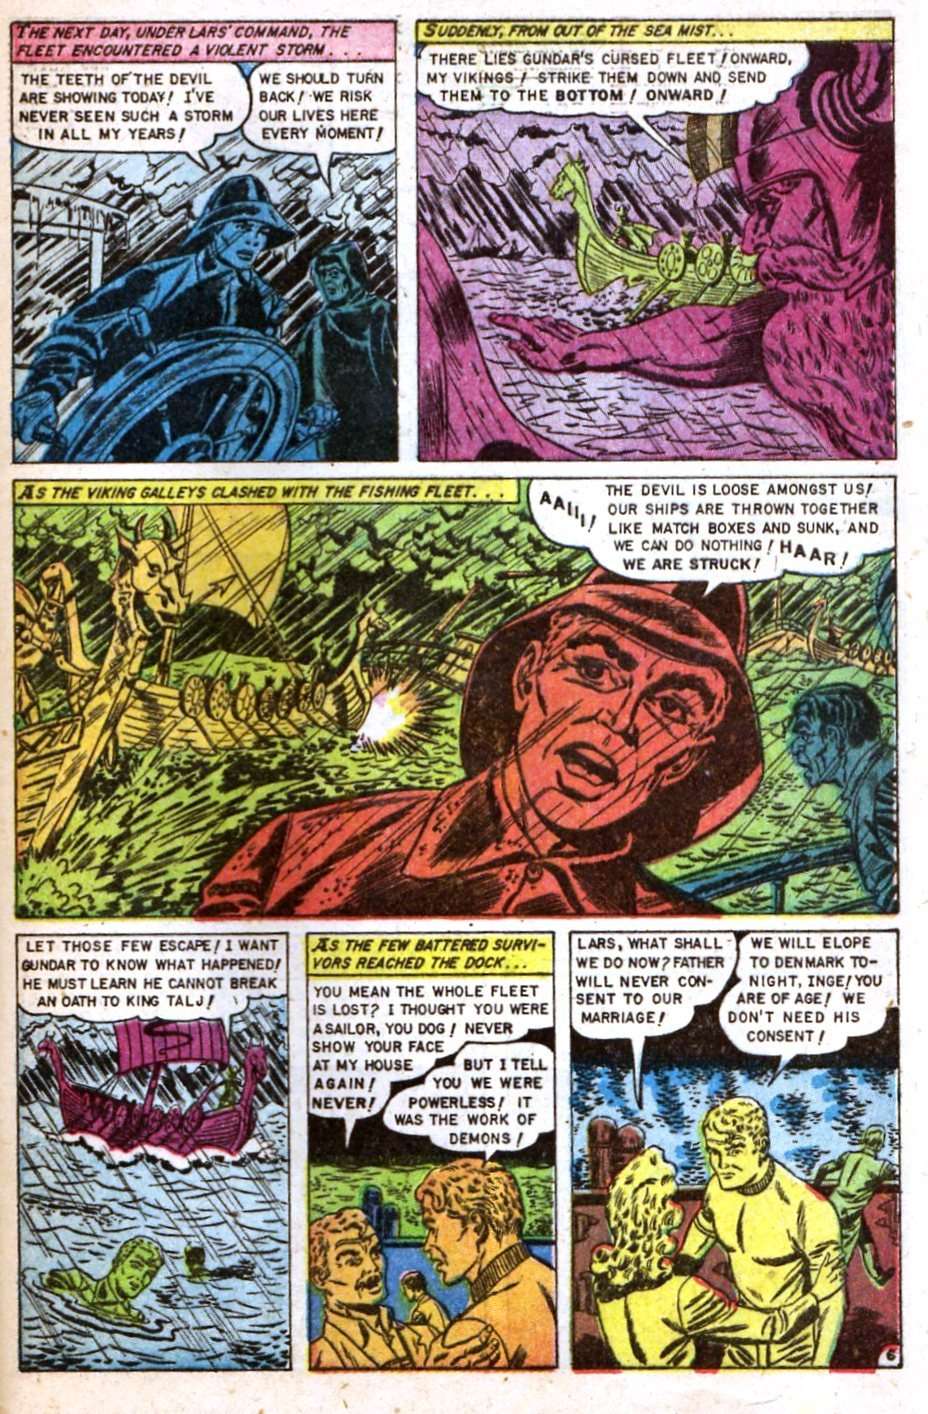 THE NEXT DAY, UNDER LARS' COMMAND, THE
FLEET ENCOUNTERED A VIOLENT STORM . . .
THE TEETH OF THE DEVIL
ARE SHOWING TODAY! I'VE
NEVER SEEN SUCH A STORM
IN ALL MY YEARS!
WE SHOULD TURN
BACK! WE RISK
OUR LIVES HERE
EVERY MOMENT!
SUDDENLY, FROM OUT OF THE SEA MIST...
THERE LIES GUNDAR'S CURSED FLEET! ONWARD,
MY VIKINGS! STRIKE THEM DOWN AND SEND
THEM TO THE BOTTOM! ONWARD!
AS THE VIKING GALLEYS CLASHED WITH THE FISHING FLEET. . .
AAIII!
THE DEVIL IS LOOSE AMONGST US!
OUR SHIPS ARE THROWN TOGETHER
LIKE MATCH BOXES AND SUNK, AND
WE CAN DO NOTHING! HAAR!
WE ARE STRUCK!
LET THOSE FEW ESCAPE! I WANT
GUNDAR TO KNOW WHAT HAPPENED!
HE MUST LEARN HE CANNOT BREAK
AN OATH TO KING TALJ!
AS THE FEW BATTERED SURVI-
VORS REACHED THE DOCK...
YOU MEAN THE WHOLE FLEET
IS LOST? I THOUGHT YOU WERE
A SAILOR, YOU DOG! NEVER
SHOW YOUR FACE
AT MY HOUSE
AGAIN!
NEVER!
BUT I TELL
YOU WE WERE
POWERLESS! IT
WAS THE WORK OF
DEMONS!
LARS, WHAT SHALL
WE DO NOW? FATHER
WILL NEVER CON-
SENT TO OUR
MARRIAGE!
WE WILL ELOPE
TO DENMARK TO-
NIGHT, INGE! YOU
ARE OF AGE! WE
DON'T NEED HIS
CONSENT!
6